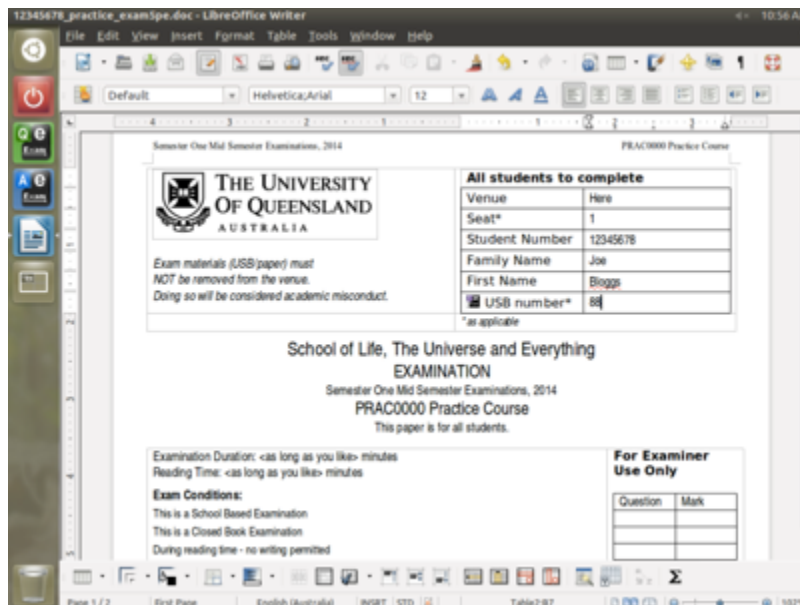 12345678_practice_examSpe.doc - LibreOffice Writer
10:56 A
File Edit View Insert Format Table Tools Window Help
Default
Helvetica;Arial
12
Semester One Mid Semester Examinations, 2014
PRAC0000 Practice Course
THE UNIVERSITY
OF QUEENSLAND
AUSTRALIA
Exam materials (USB/paper) must
NOT be removed from the venue.
Doing so will be considered academic misconduct.
All students to complete
Venue Here
Seat* 1
Student Number 12345678
Family Name Joe
First Name Bloggs
USB number* 88
*as applicable
School of Life, The Universe and Everything
EXAMINATION
Semester One Mid Semester Examinations, 2014
PRAC0000 Practice Course
This paper is for all students.
Examination Duration: <as long as you like> minutes
Reading Time: <as long as you like> minutes
Exam Conditions:
This is a School Based Examination
This is a Closed Book Examination
During reading time - no writing permitted
For Examiner
Use Only
Question Mark
Page 1 / 2 First Page English (Australia) INSRT STD Table2:B7